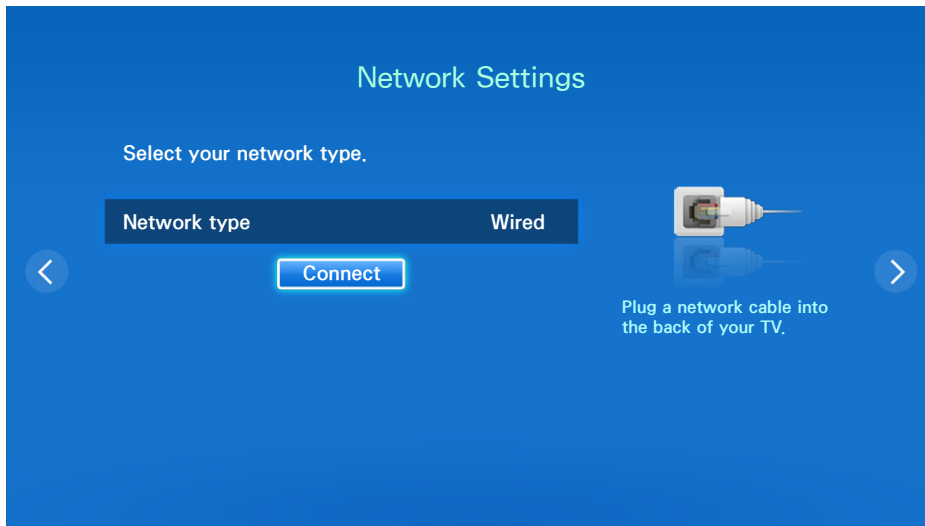 Network Settings
Select your network type.
Network type Wired
Connect
Plug a network cable into
the back of your TV.